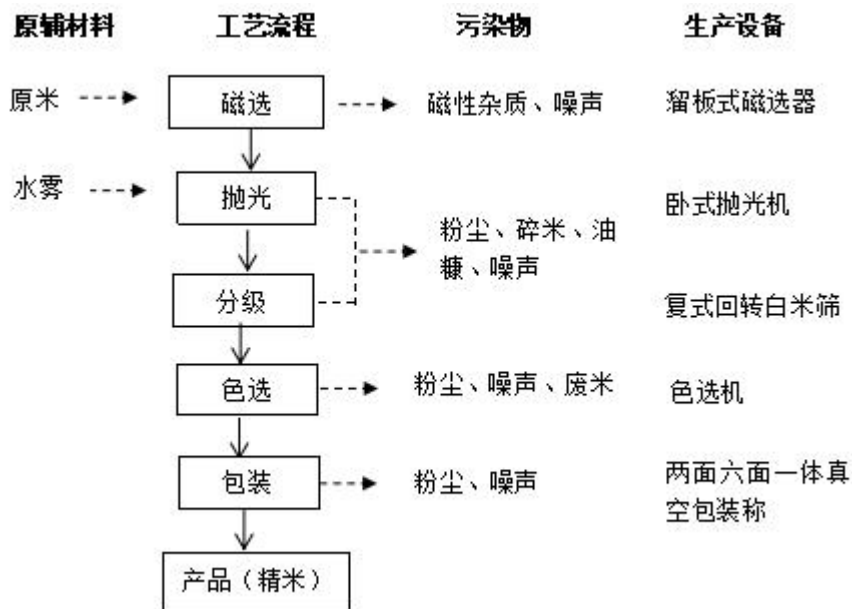 原辅材料 工艺流程 污染物 生产设备
原米 磁选 磁性杂质、噪声 溜板式磁选器
水雾 抛光 卧式抛光机
粉尘、碎米、油
糠、噪声
分级 复式回转白米筛
色选 粉尘、噪声、废米 色选机
包装 粉尘、噪声 两面六面一体真
空包装称
产品（精米）